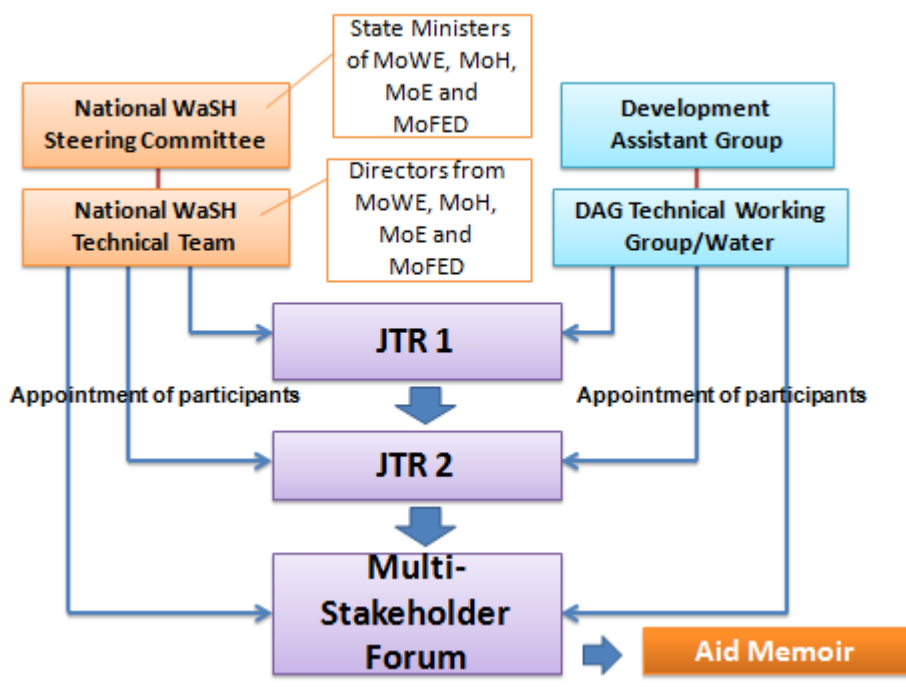 State Ministers
of MoWE, MoH,
MoE and
MoFED
National WaSH
Steering Committee
Development
Assistant Group
Directors from
MoWE, MoH,
MoE and
MoFED
National WaSH
Technical Team
DAG Technical Working
Group/Water
JTR 1
Appointment of participants
Appointment of participants
JTR 2
Multi-
Stakeholder
Forum
Aid Memoir